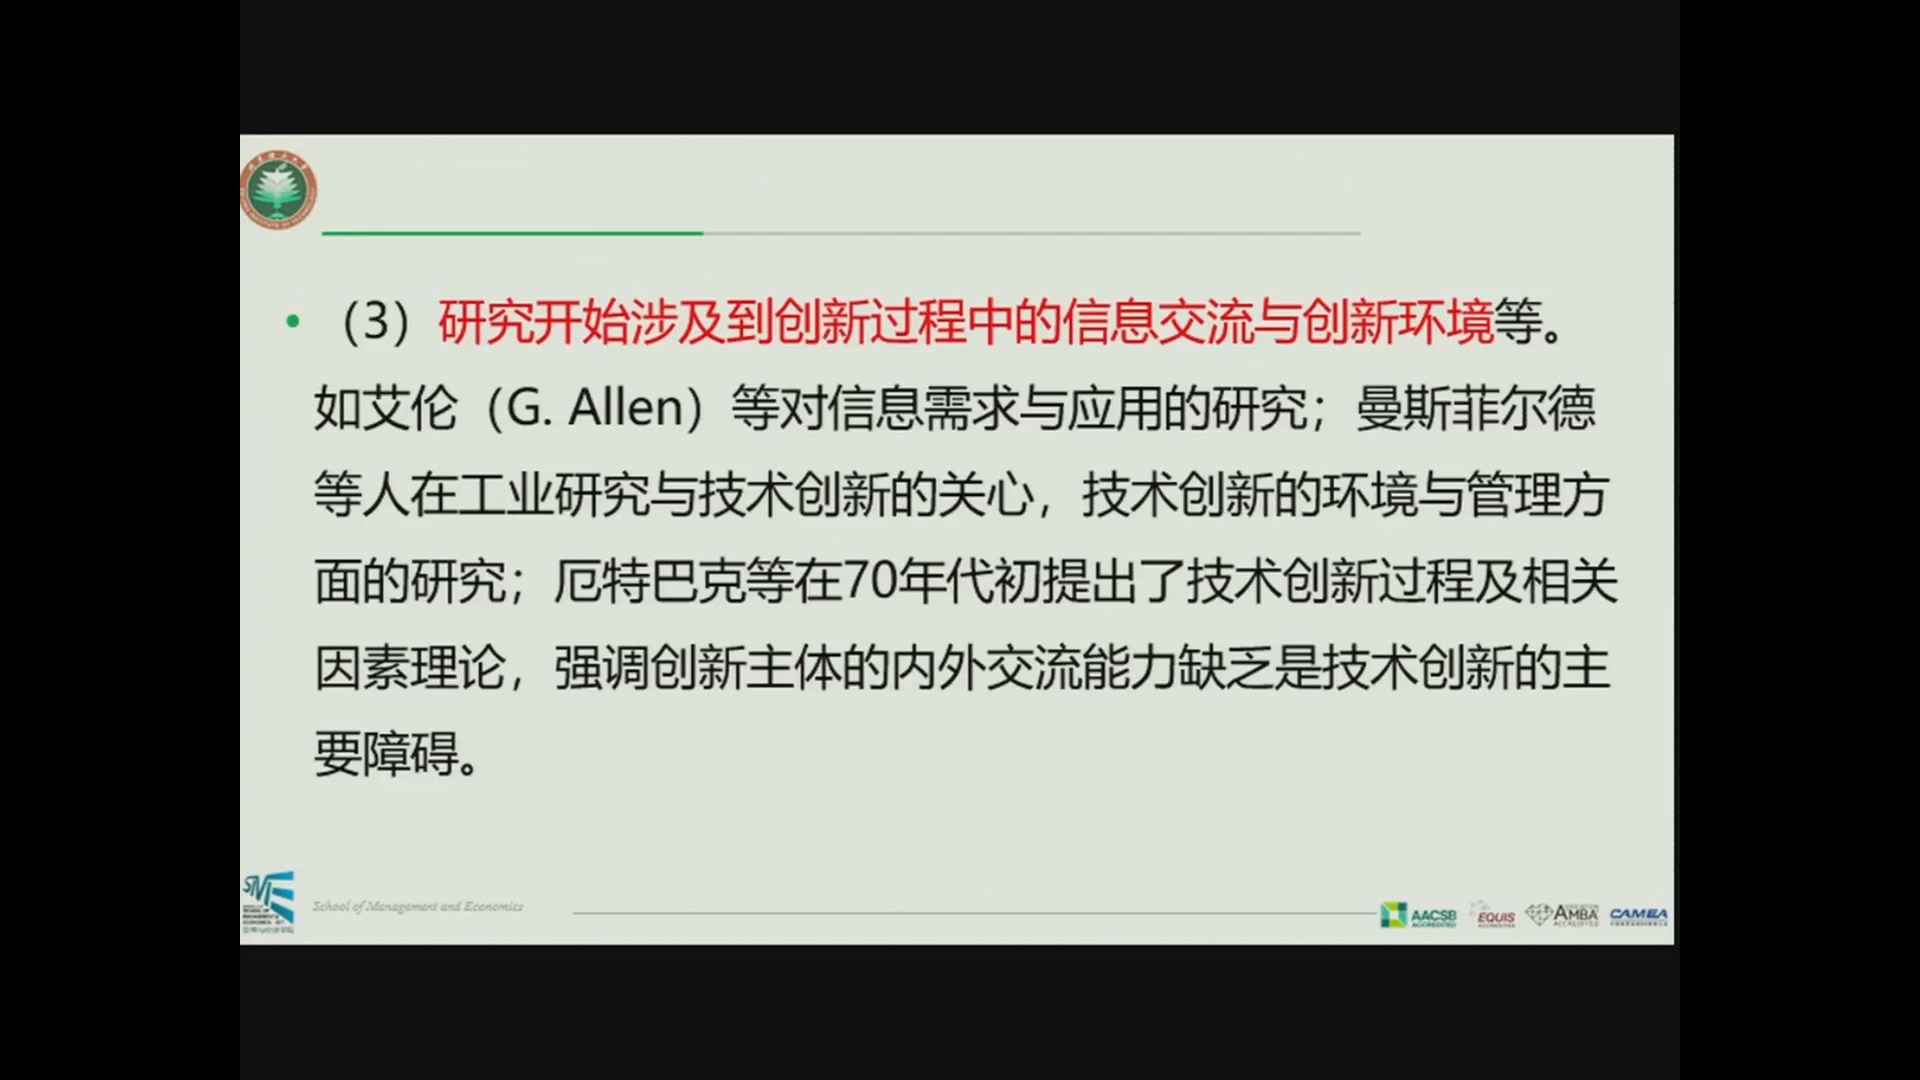 • （3）研究开始涉及到创新过程中的信息交流与创新环境等。
如艾伦（G. Allen）等对信息需求与应用的研究；曼斯菲尔德
等人在工业研究与技术创新的关心，技术创新的环境与管理方
面的研究；厄特巴克等在70年代初提出了技术创新过程及相关
因素理论，强调创新主体的内外交流能力缺乏是技术创新的主
要障碍。
School of Management and Economics
AACSB
ACCREDITED
EQUIS
ACCREDITED
AMBA
ACCREDITED
CAMEA